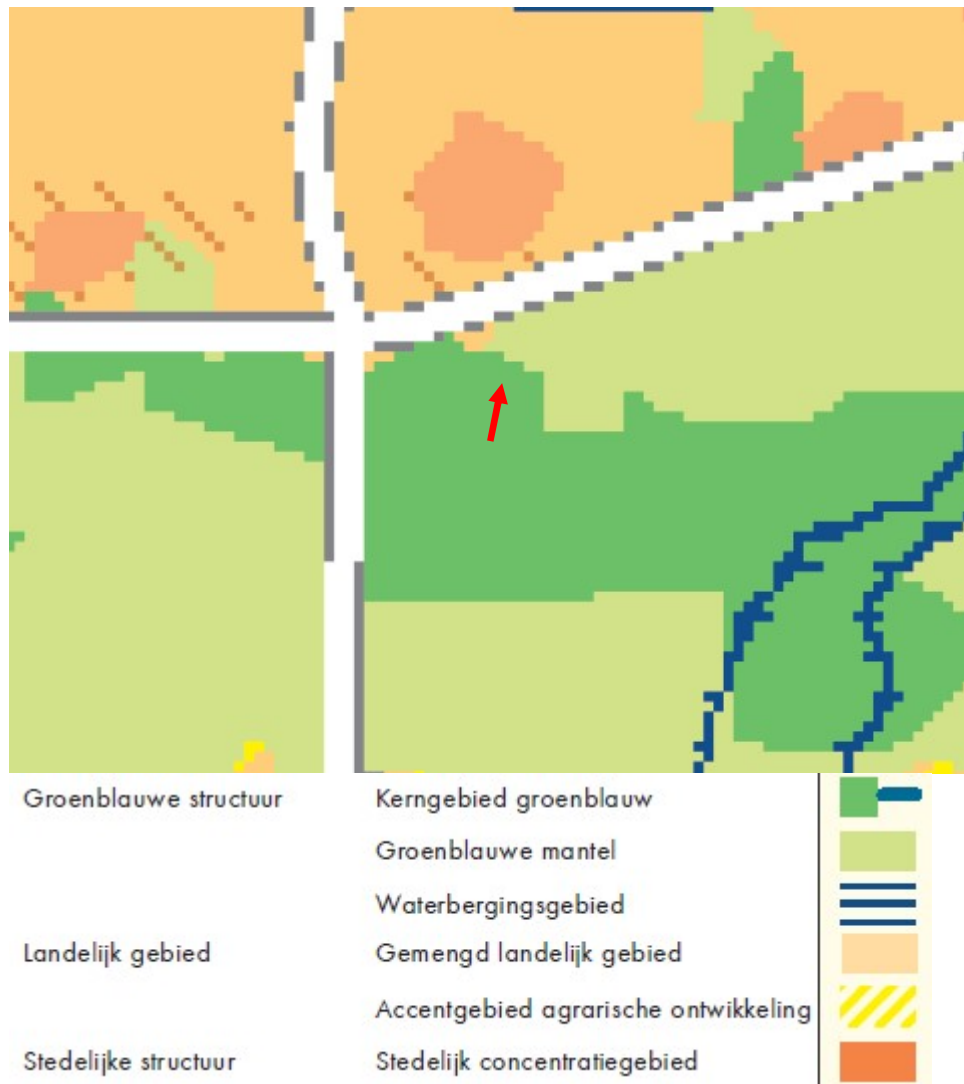 Groenblauwe structuur Kerngebied groenblauw
Groenblauwe mantel
Waterbergingsgebied
Landelijk gebied Gemengd landelijk gebied
Accentgebied agrarische ontwikkeling
Stedelijke structuur Stedelijk concentratiegebied